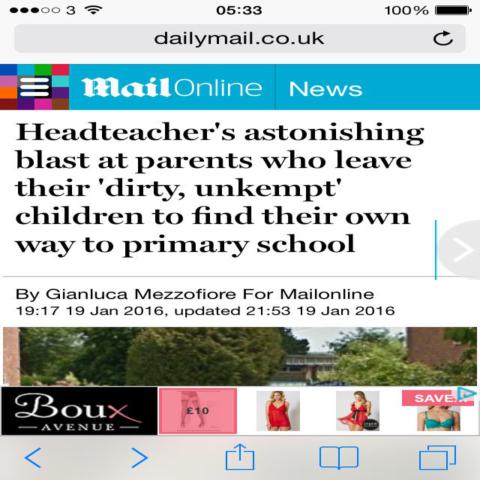 3 05:33 100%
dailymail.co.uk
Mail Online News
Headteacher's astonishing
blast at parents who leave
their 'dirty, unkempt'
children to find their own
way to primary school
By Gianluca Mezzofiore For Mailonline
19:17 19 Jan 2016, updated 21:53 19 Jan 2016
Boux
AVENUE
£10
SAVE